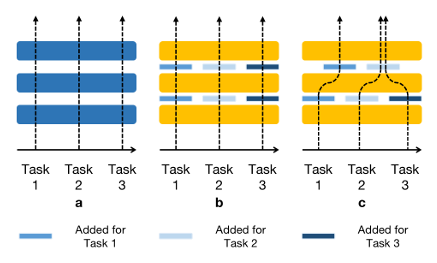 Task Task Task Task Task Task Task Task Task
1 2 3 1 2 3 1 2 3
a b c
Added for Added for Added for
Task 1 Task 2 Task 3